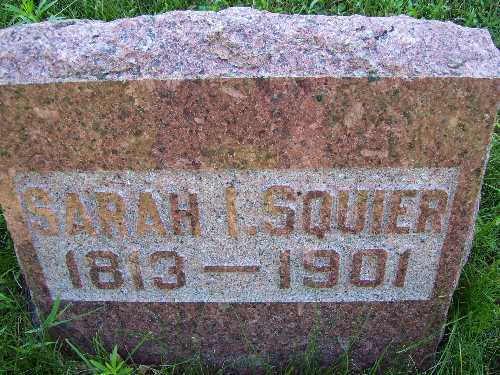 SARAH I. SQUIER
1813 — 1901